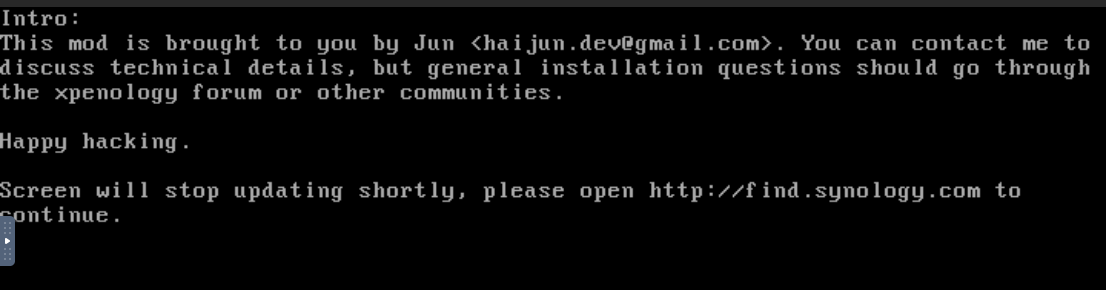 Intro:
This mod is brought to you by Jun <haijun.dev@gmail.com>. You can contact me to
discuss technical details, but general installation questions should go through
the xpenology forum or other communities.
Happy hacking.
Screen will stop updating shortly, please open http://find.synology.com to
continue.